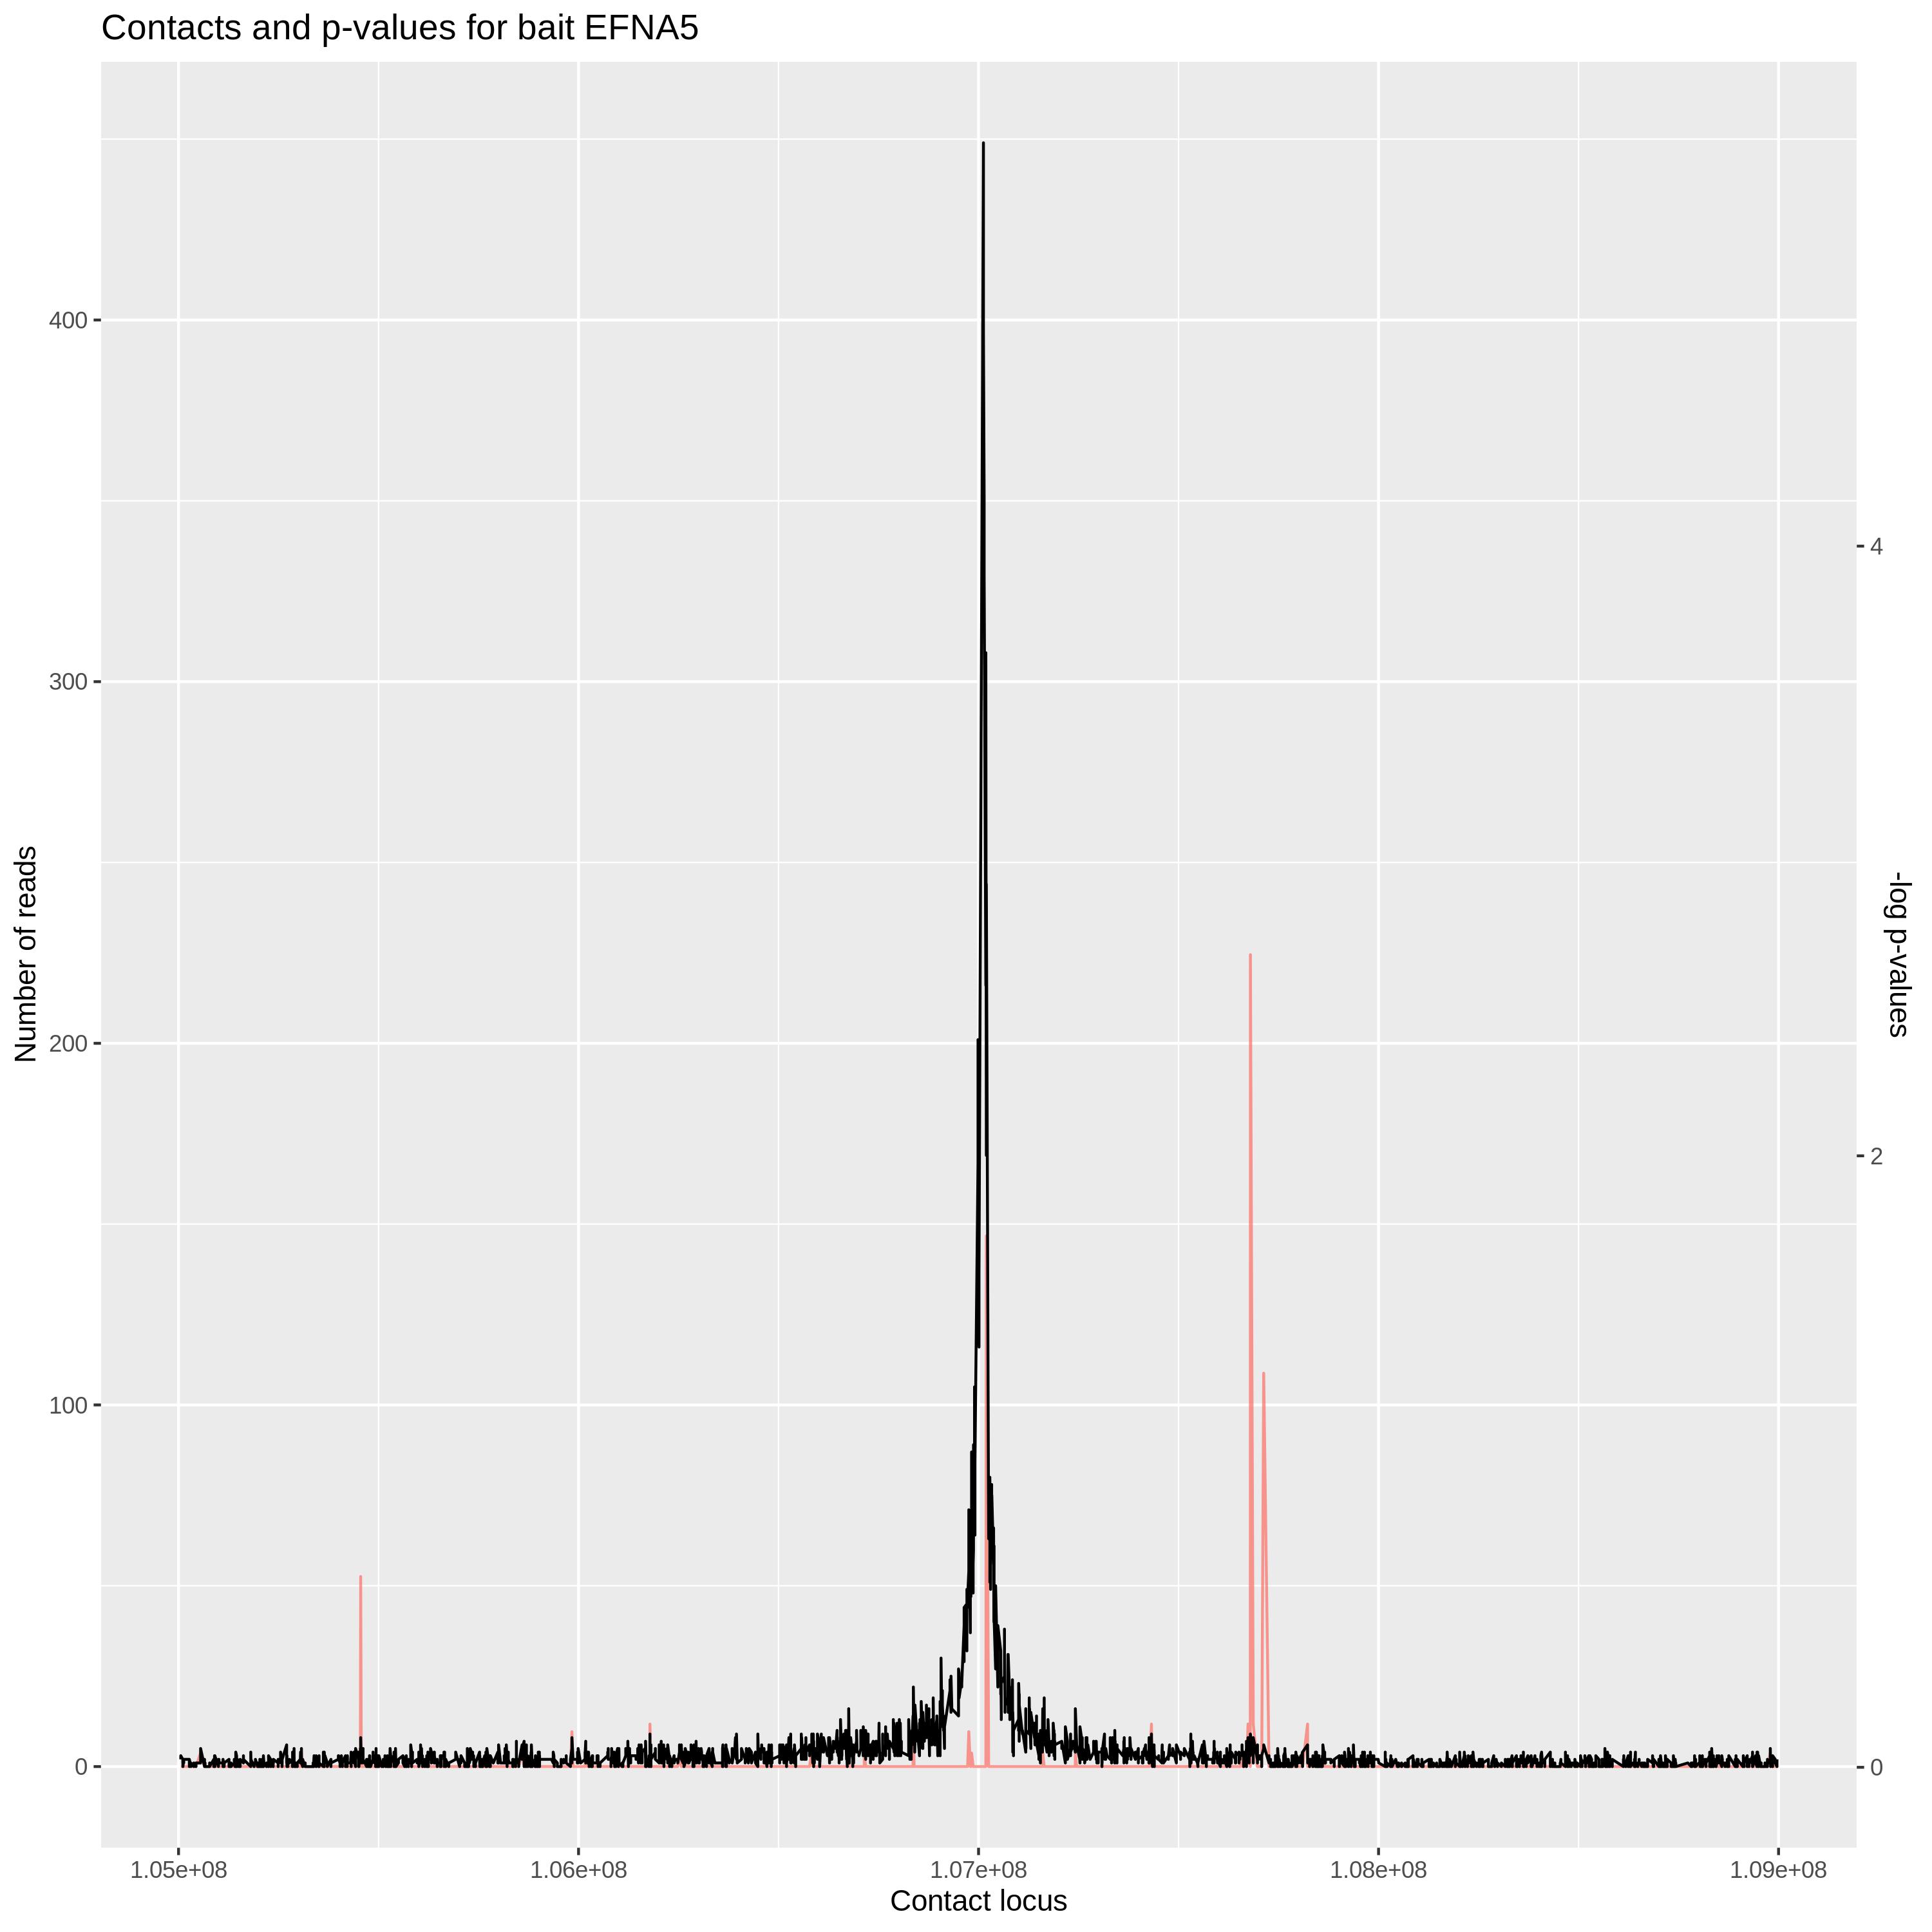 Contacts and p-values for bait EFNA5
400
300
200
100
0
Number of reads
4
2
0
-log p-values
1.05e+08 1.06e+08 1.07e+08 1.08e+08 1.09e+08
Contact locus